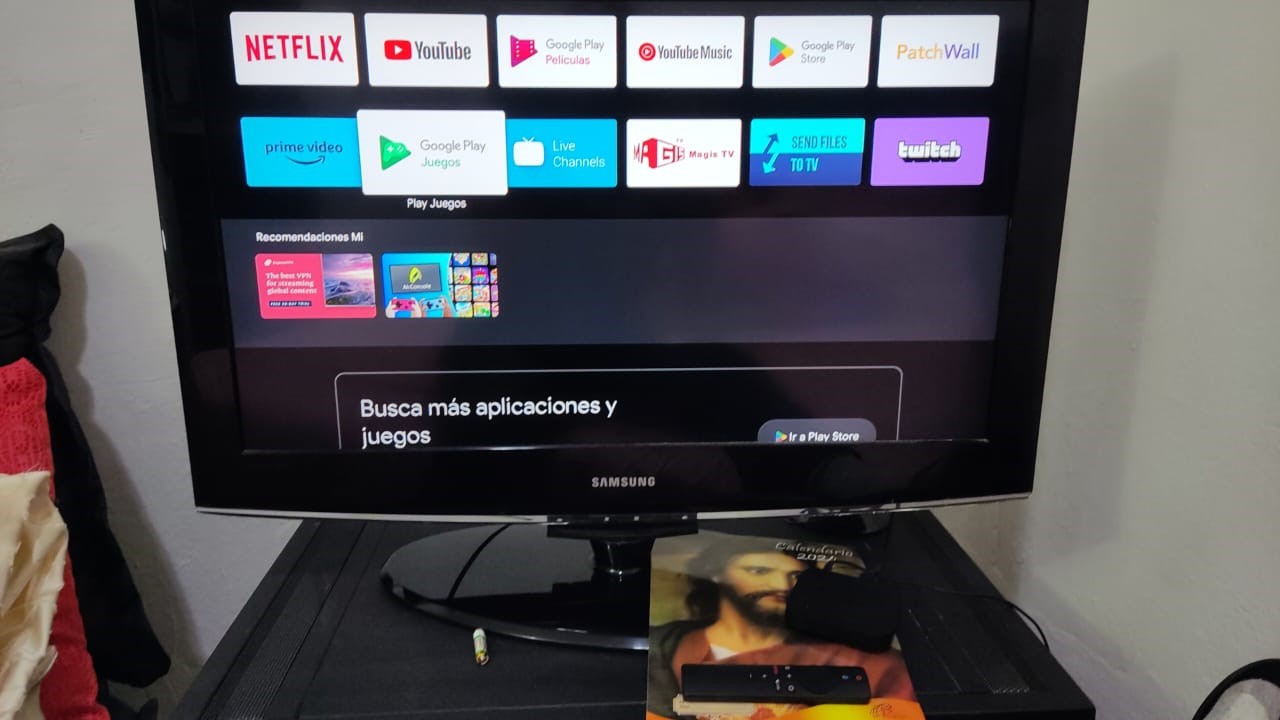 NETFLIX
YouTube
Google Play
Películas
YouTube Music
Google Play
Store
PatchWall
prime video
Google Play
Juegos
Live
Channels
MAGIS TV
Magis TV
SEND FILES
TO TV
twitch
Play Juegos
Recomendaciones Mi
The best VPN
for streaming
global content
AirConsole
Busca más aplicaciones y
juegos
Ir a Play Store
SAMSUNG
Calendario